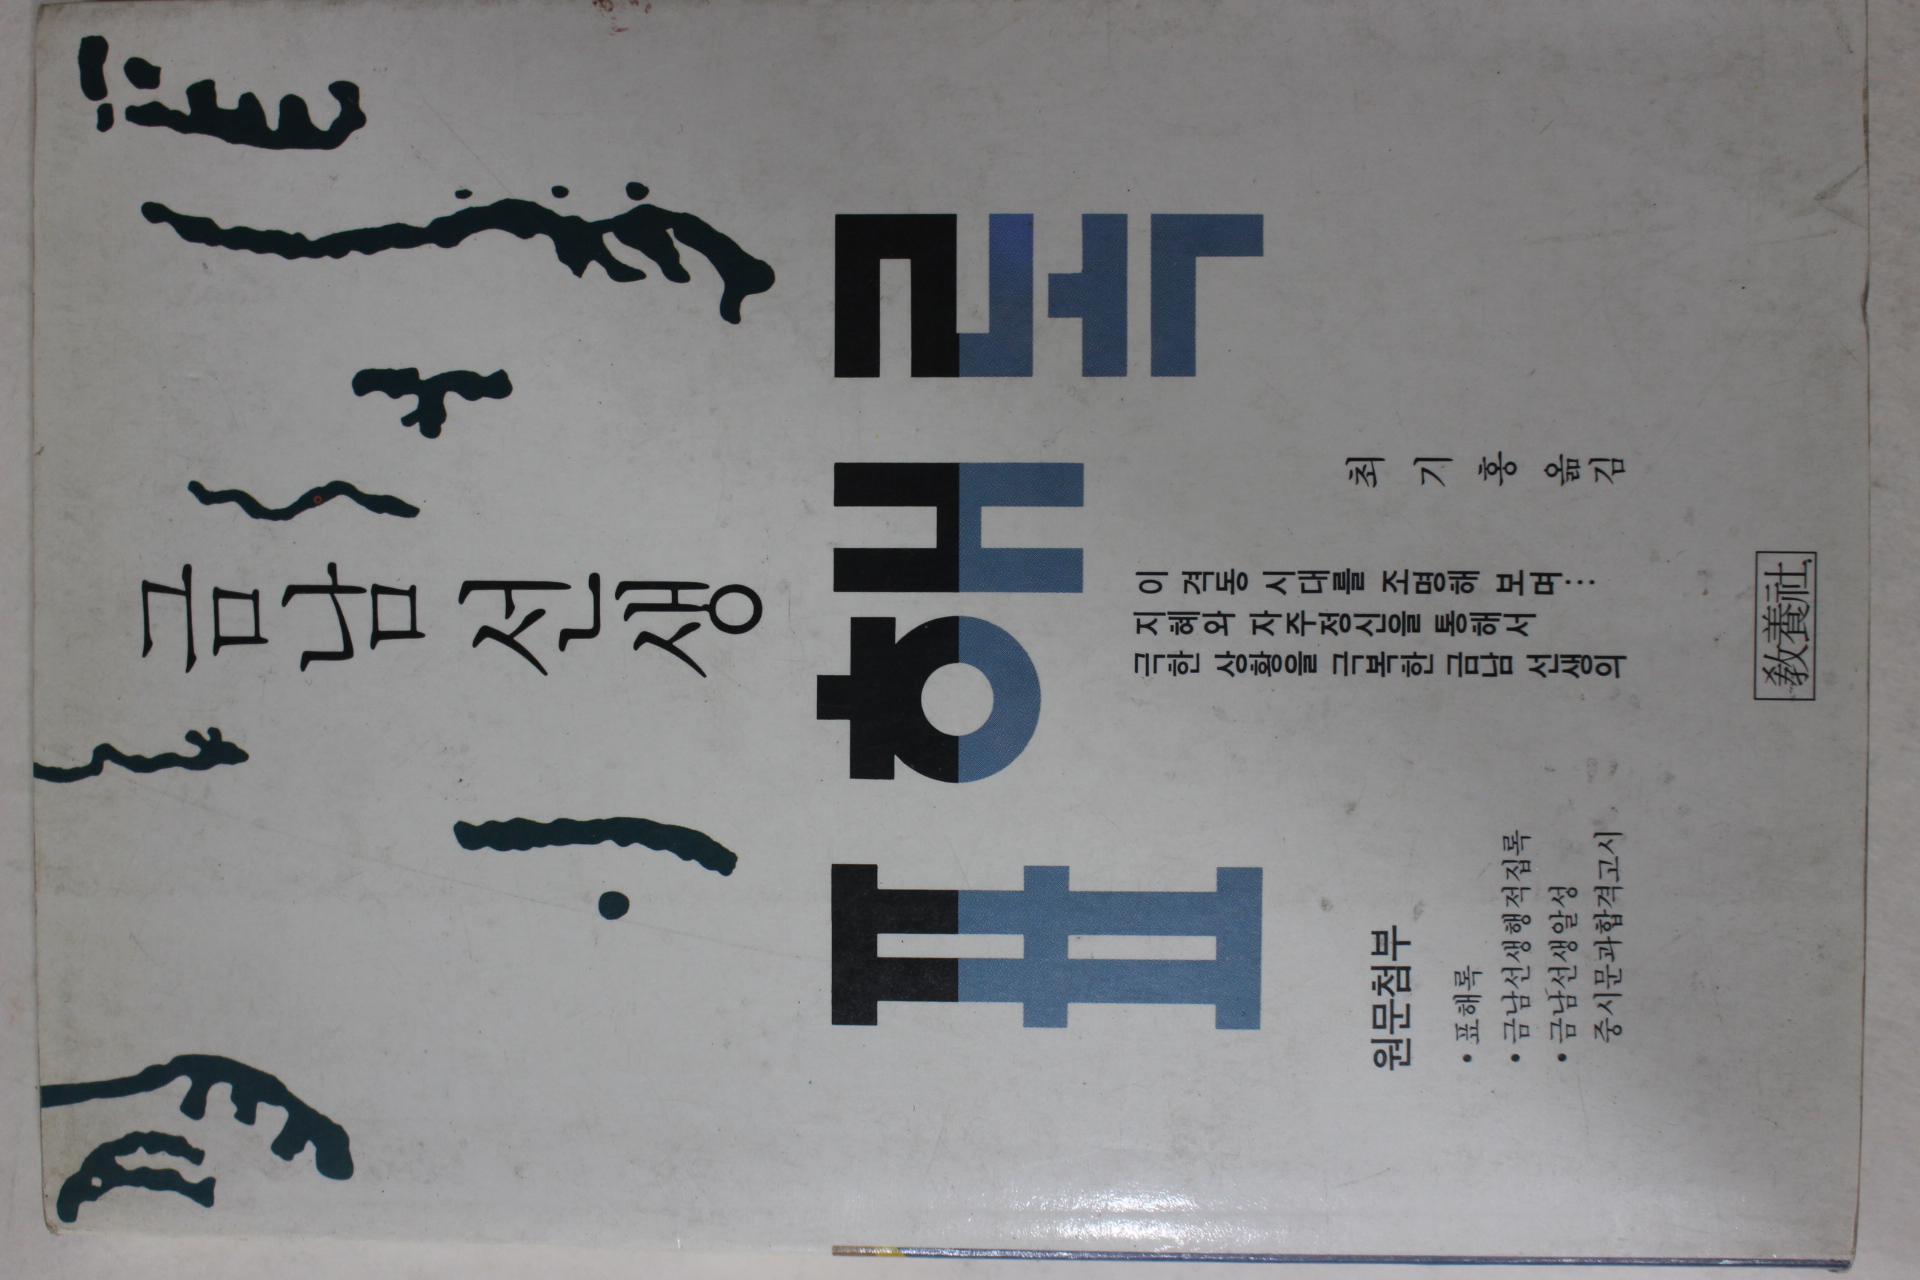 금남 선생
표해록
극한 상황을 극복한 금남 선생의
지혜와 자주정신을 통해서
이 격동 시대를 조명해 보며…
최기홍 옮김
원문첨부
• 표해록
• 금남선생행적집록
• 금남선생알성
중시문과합격고시
敎養社